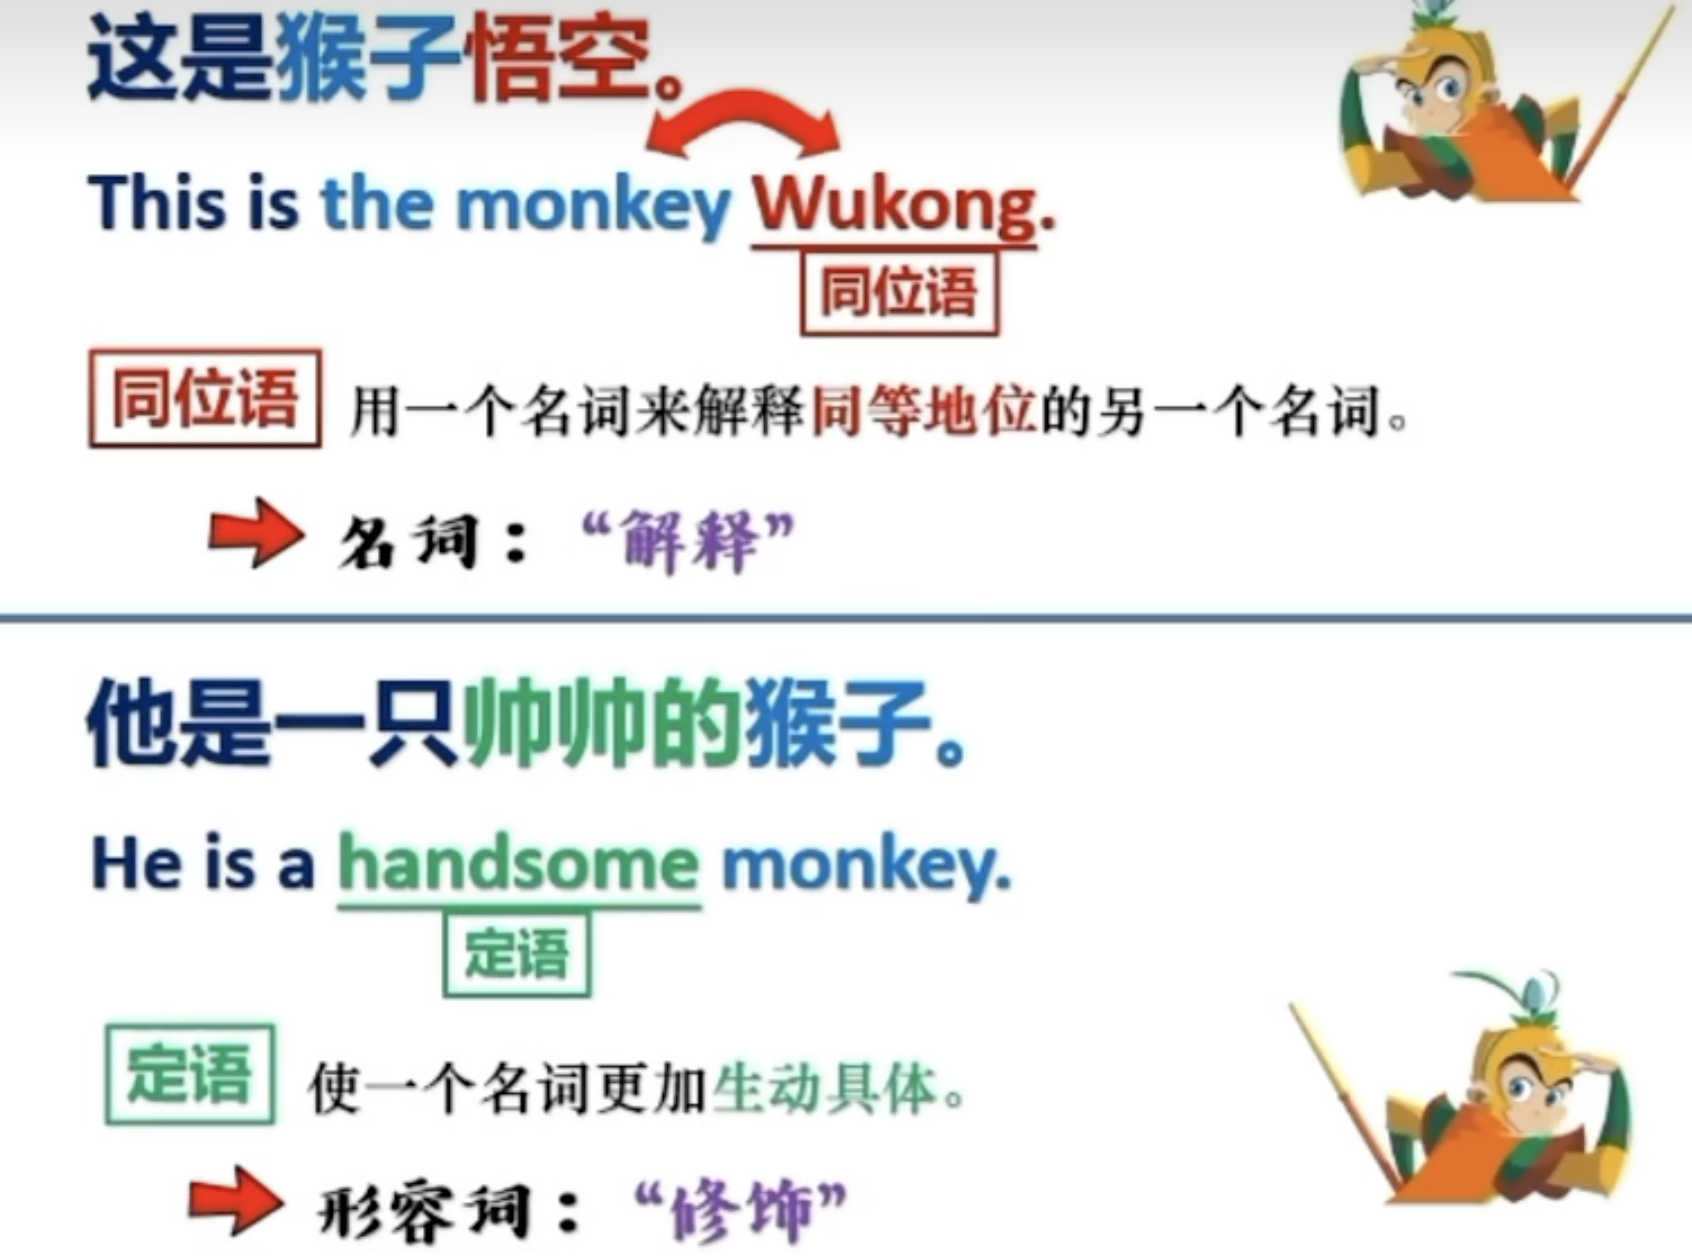 这是猴子悟空。
This is the monkey Wukong.
同位语
同位语 用一个名词来解释同等地位的另一个名词。
名词：“解释”
他是一只帅帅的猴子。
He is a handsome monkey.
定语
定语 使一个名词更加生动具体。
形容词：“修饰”